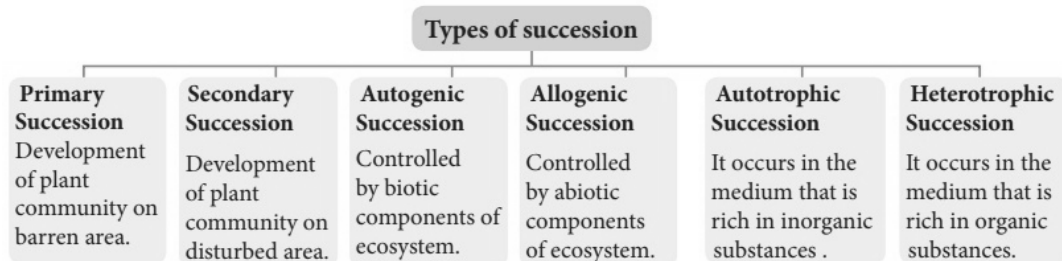 Types of succession
Primary
Succession
Development
of plant
community on
barren area.
Secondary
Succession
Development
of plant
community on
disturbed area.
Autogenic
Succession
Controlled
by biotic
components of
ecosystem.
Allogenic
Succession
Controlled
by abiotic
components
of ecosystem.
Autotrophic
Succession
It occurs in the
medium that is
rich in inorganic
substances .
Heterotrophic
Succession
It occurs in the
medium that is
rich in organic
substances.